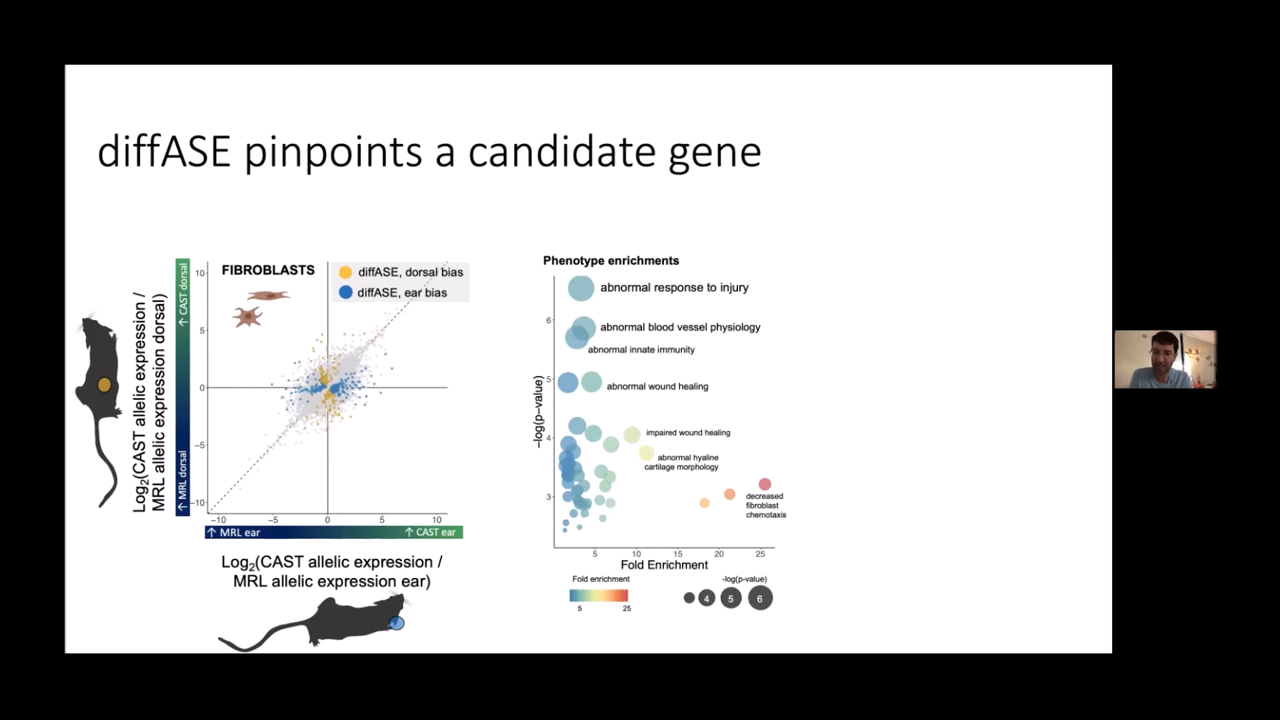 diffASE pinpoints a candidate gene
FIBROBLASTS
diffASE, dorsal bias
diffASE, ear bias
Log2(CAST allelic expression /
MRL allelic expression dorsal)
↑ CAST dorsal
↑ MRL dorsal
10
5
0
−5
−10
−10
−5
0
5
10
↑ MRL ear
↑ CAST ear
Log2(CAST allelic expression /
MRL allelic expression ear)
Phenotype enrichments
abnormal response to injury
abnormal blood vessel physiology
abnormal innate immunity
abnormal wound healing
impaired wound healing
abnormal hyaline
cartilage morphology
decreased
fibroblast
chemotaxis
−log(p−value)
6
5
4
3
5
10
15
20
25
Fold Enrichment
Fold enrichment
5
25
-log(p-value)
4
5
6